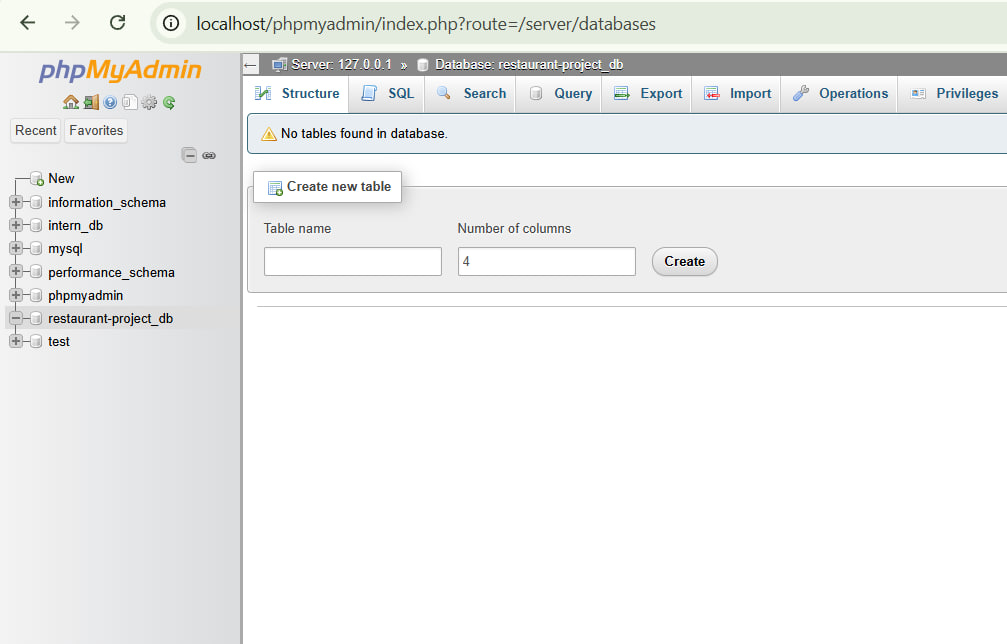 localhost/phpmyadmin/index.php?route=/server/databases
phpMyAdmin
Recent Favorites
New
information_schema
intern_db
mysql
performance_schema
phpmyadmin
restaurant-project_db
test
Server: 127.0.0.1 » Database: restaurant-project_db
Structure SQL Search Query Export Import Operations Privileges
No tables found in database.
Create new table
Table name Number of columns
4 Create